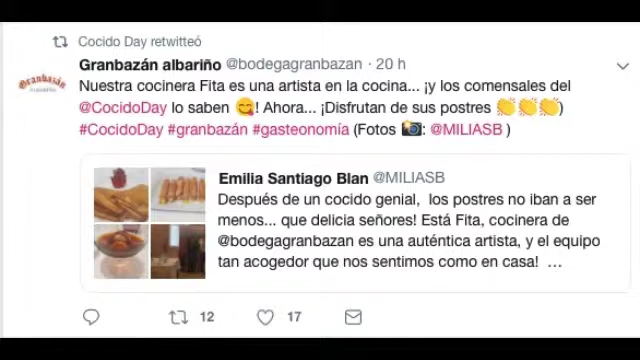 Cocido Day retwitteó
Granbazán albariño @bodegagranbazan · 20 h
Granbazán
Nuestra cocinera Fita es una artista en la cocina... ¡y los comensales del
@CocidoDay lo saben 😋! Ahora... ¡Disfrutan de sus postres 👏👏👏)
#CocidoDay #granbazán #gasteonomía (Fotos 📸: @MILIASB )
Emilia Santiago Blan @MILIASB
Después de un cocido genial, los postres no iban a ser
menos... que delicia señores! Está Fita, cocinera de
@bodegagranbazan es una auténtica artista, y el equipo
tan acogedor que nos sentimos como en casa! ...
12
17